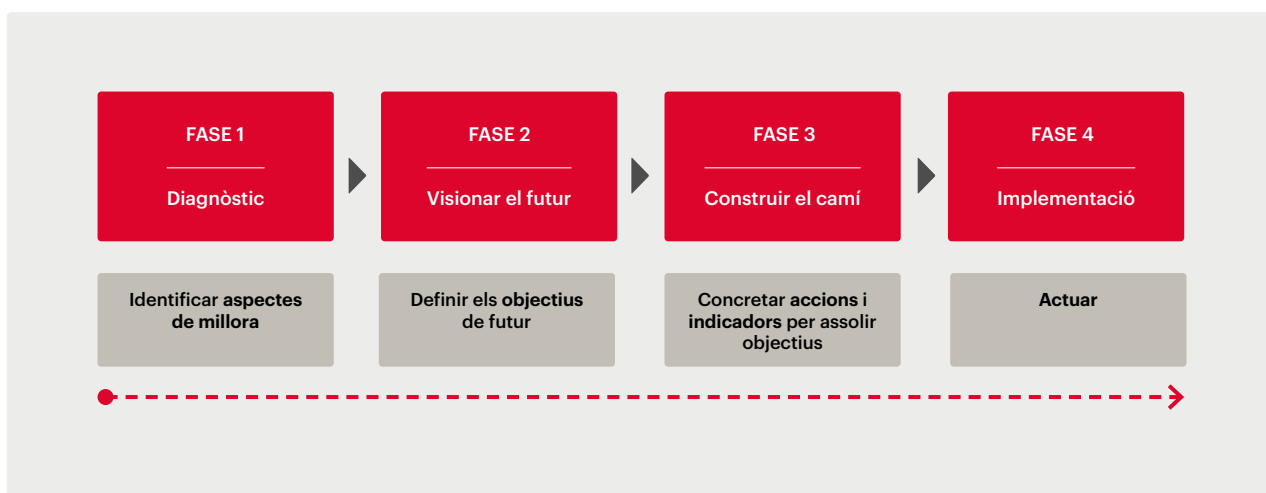 FASE 1
Diagnòstic
FASE 2
Visionar el futur
FASE 3
Construir el camí
FASE 4
Implementació
Identificar aspectes
de millora
Definir els objectius
de futur
Concretar accions i
indicadors per assolir
objectius
Actuar